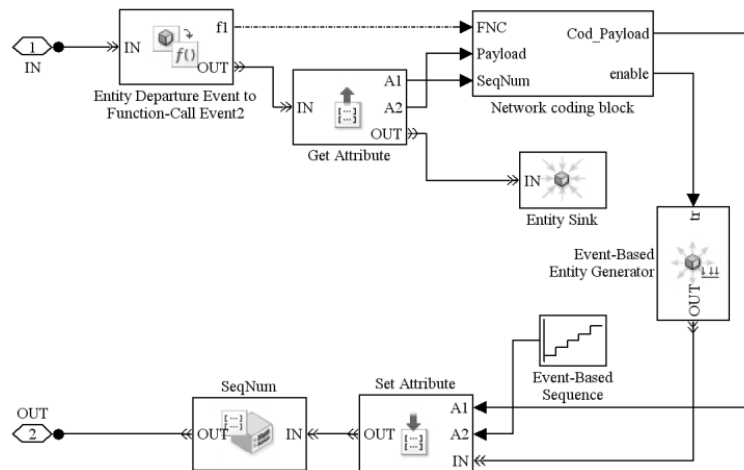 1
IN
IN
f1
f()
OUT
Entity Departure Event to
Function-Call Event2
IN
[...]
A1
A2
OUT
Get Attribute
FNC
Payload
SeqNum
Cod_Payload
enable
Network coding block
IN
Entity Sink
tr
OUT
Event-Based
Entity Generator
Event-Based
Sequence
OUT
2
SeqNum
OUT
[...]
IN
Set Attribute
OUT
[...]
A1
A2
IN